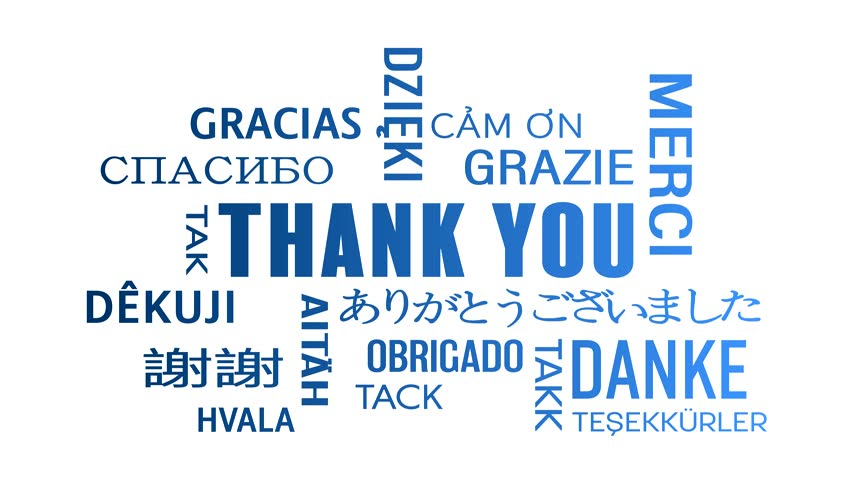 DZIĘKI
MERCI
GRACIAS
CẢM ƠN
СПАСИБО
GRAZIE
TAK
THANK YOU
DÊKUJI
AITÄH
ありがとうございました
謝謝
OBRIGADO
TAKK
DANKE
TACK
HVALA
TEŞEKKÜRLER